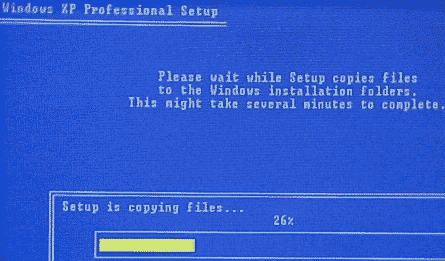 Windows XP Professional Setup
Please wait while Setup copies files
to the Windows installation folders.
This might take several minutes to complete.
Setup is copying files...
26%